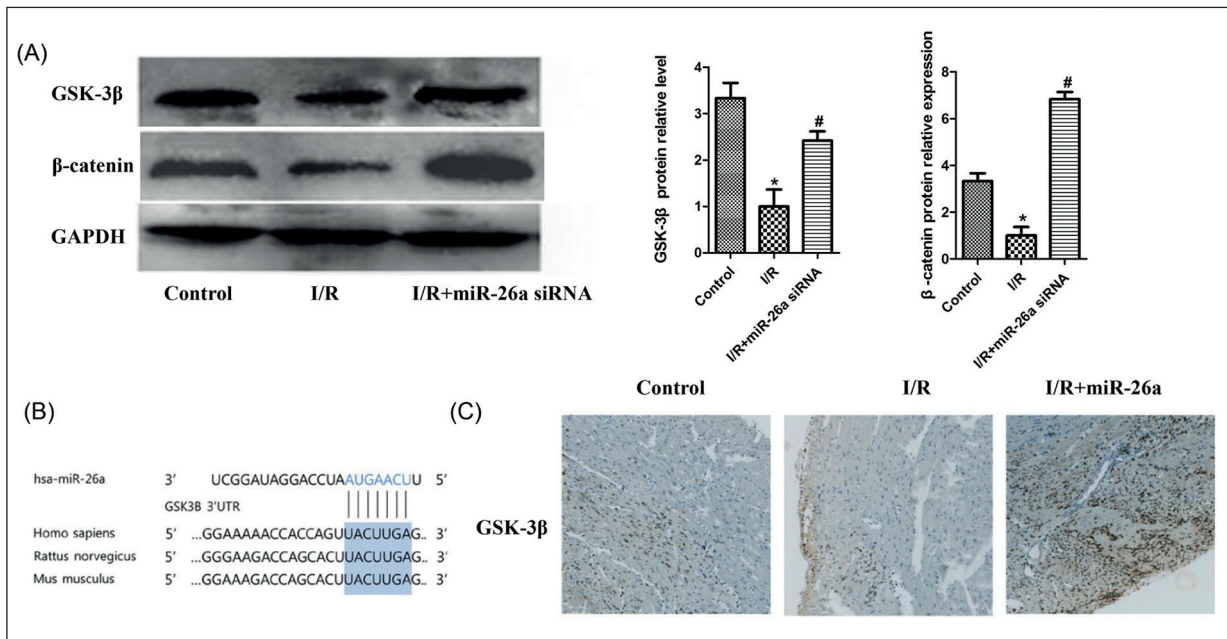 (A)
GSK-3β
β-catenin
GAPDH
Control I/R I/R+miR-26a siRNA
GSK-3β protein relative level
4
3
2
1
0
*
#
Control
I/R
I/R+miR-26a siRNA
β -catenin protein relative expression
8
6
4
2
0
*
#
Control
I/R
I/R+miR-26a siRNA
(B)
hsa-miR-26a 3′ UCGGAUAGGACCUAAUGAACUU 5′
GSK3B 3′UTR
Homo sapiens 5′ ...GGAAAAACCACCAGUUACUUGAG.. 3′
Rattus norvegicus 5′ ...GGGAAGACCAGCACUUACUUGAG.. 3′
Mus musculus 5′ ...GGAAAGACCAGCACUUACUUGAG.. 3′
(C)
Control I/R I/R+miR-26a
GSK-3β